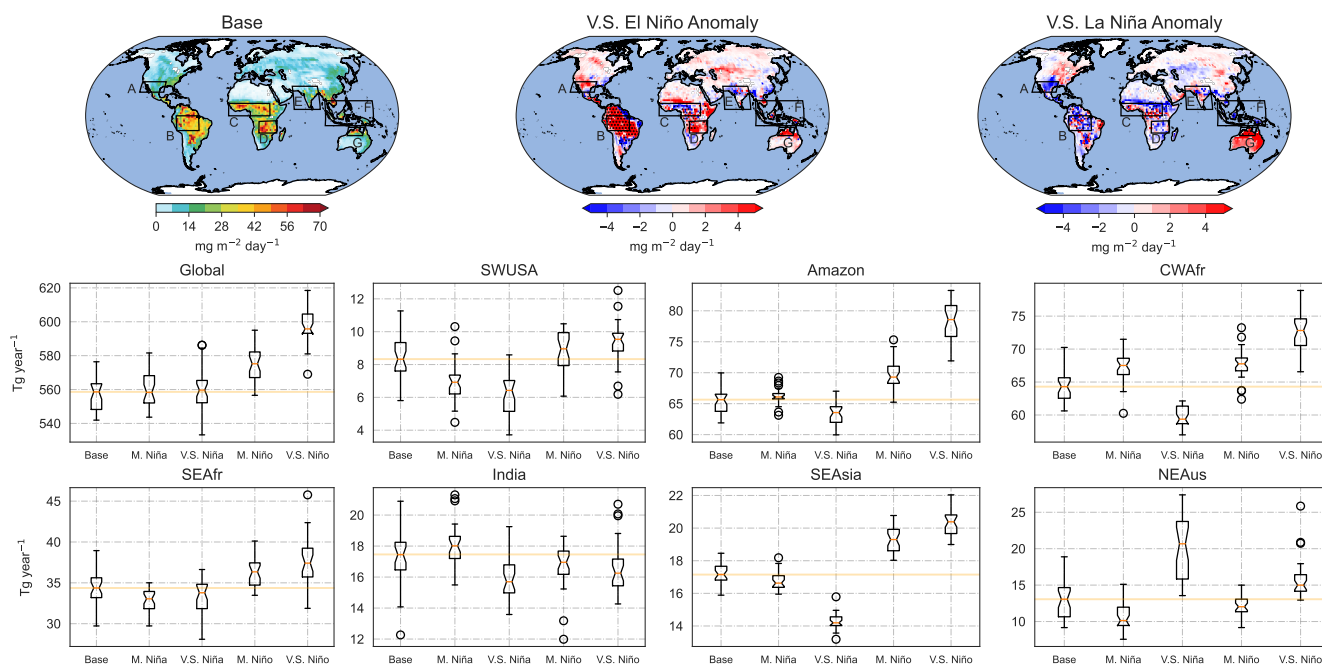 Base
V.S. El Niño Anomaly
V.S. La Niña Anomaly
A
B
C
D
E
F
G
A
B
C
D
E
F
G
A
B
C
D
E
F
G
0 14 28 42 56 70
mg m⁻² day⁻¹
−4 −2 0 2 4
mg m⁻² day⁻¹
−4 −2 0 2 4
mg m⁻² day⁻¹
Global
Tg year⁻¹
620
600
580
560
540
Base M. Niña V.S. Niña M. Niño V.S. Niño
SWUSA
12
10
8
6
4
Base M. Niña V.S. Niña M. Niño V.S. Niño
Amazon
80
75
70
65
60
Base M. Niña V.S. Niña M. Niño V.S. Niño
CWAfr
75
70
65
60
Base M. Niña V.S. Niña M. Niño V.S. Niño
SEAfr
Tg year⁻¹
45
40
35
30
Base M. Niña V.S. Niña M. Niño V.S. Niño
India
20
18
16
14
12
Base M. Niña V.S. Niña M. Niño V.S. Niño
SEAsia
22
20
18
16
14
Base M. Niña V.S. Niña M. Niño V.S. Niño
NEAus
25
20
15
10
Base M. Niña V.S. Niña M. Niño V.S. Niño